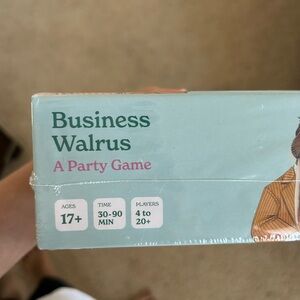 Business
Walrus
A Party Game
AGES
17+
TIME
30-90
MIN
PLAYERS
4 to
20+